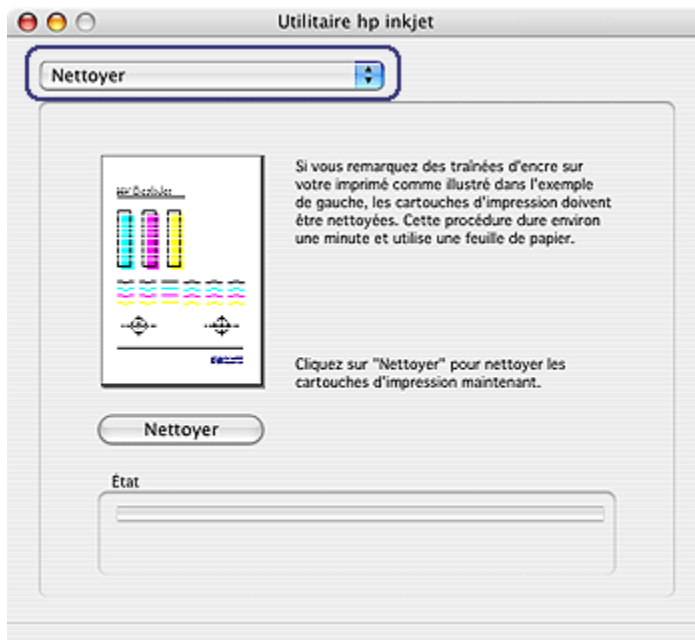 Utilitaire hp inkjet
Nettoyer
Si vous remarquez des traînées d'encre sur
votre imprimé comme illustré dans l'exemple
de gauche, les cartouches d'impression doivent
être nettoyées. Cette procédure dure environ
une minute et utilise une feuille de papier.
Cliquez sur "Nettoyer" pour nettoyer les
cartouches d'impression maintenant.
Nettoyer
État